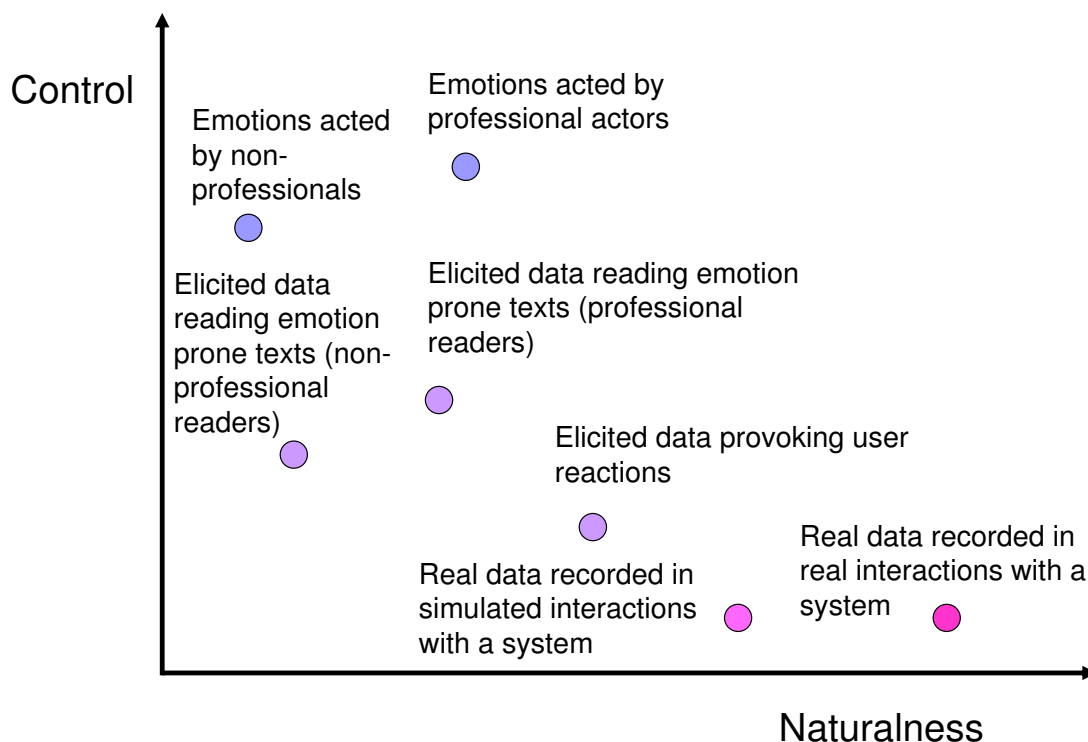 Control
Emotions acted
by non-
professionals
Emotions acted by
professional actors
Elicited data
reading emotion
prone texts (non-
professional
readers)
Elicited data reading emotion
prone texts (professional
readers)
Elicited data provoking user
reactions
Real data recorded in
simulated interactions
with a system
Real data recorded in
real interactions with a
system
Naturalness